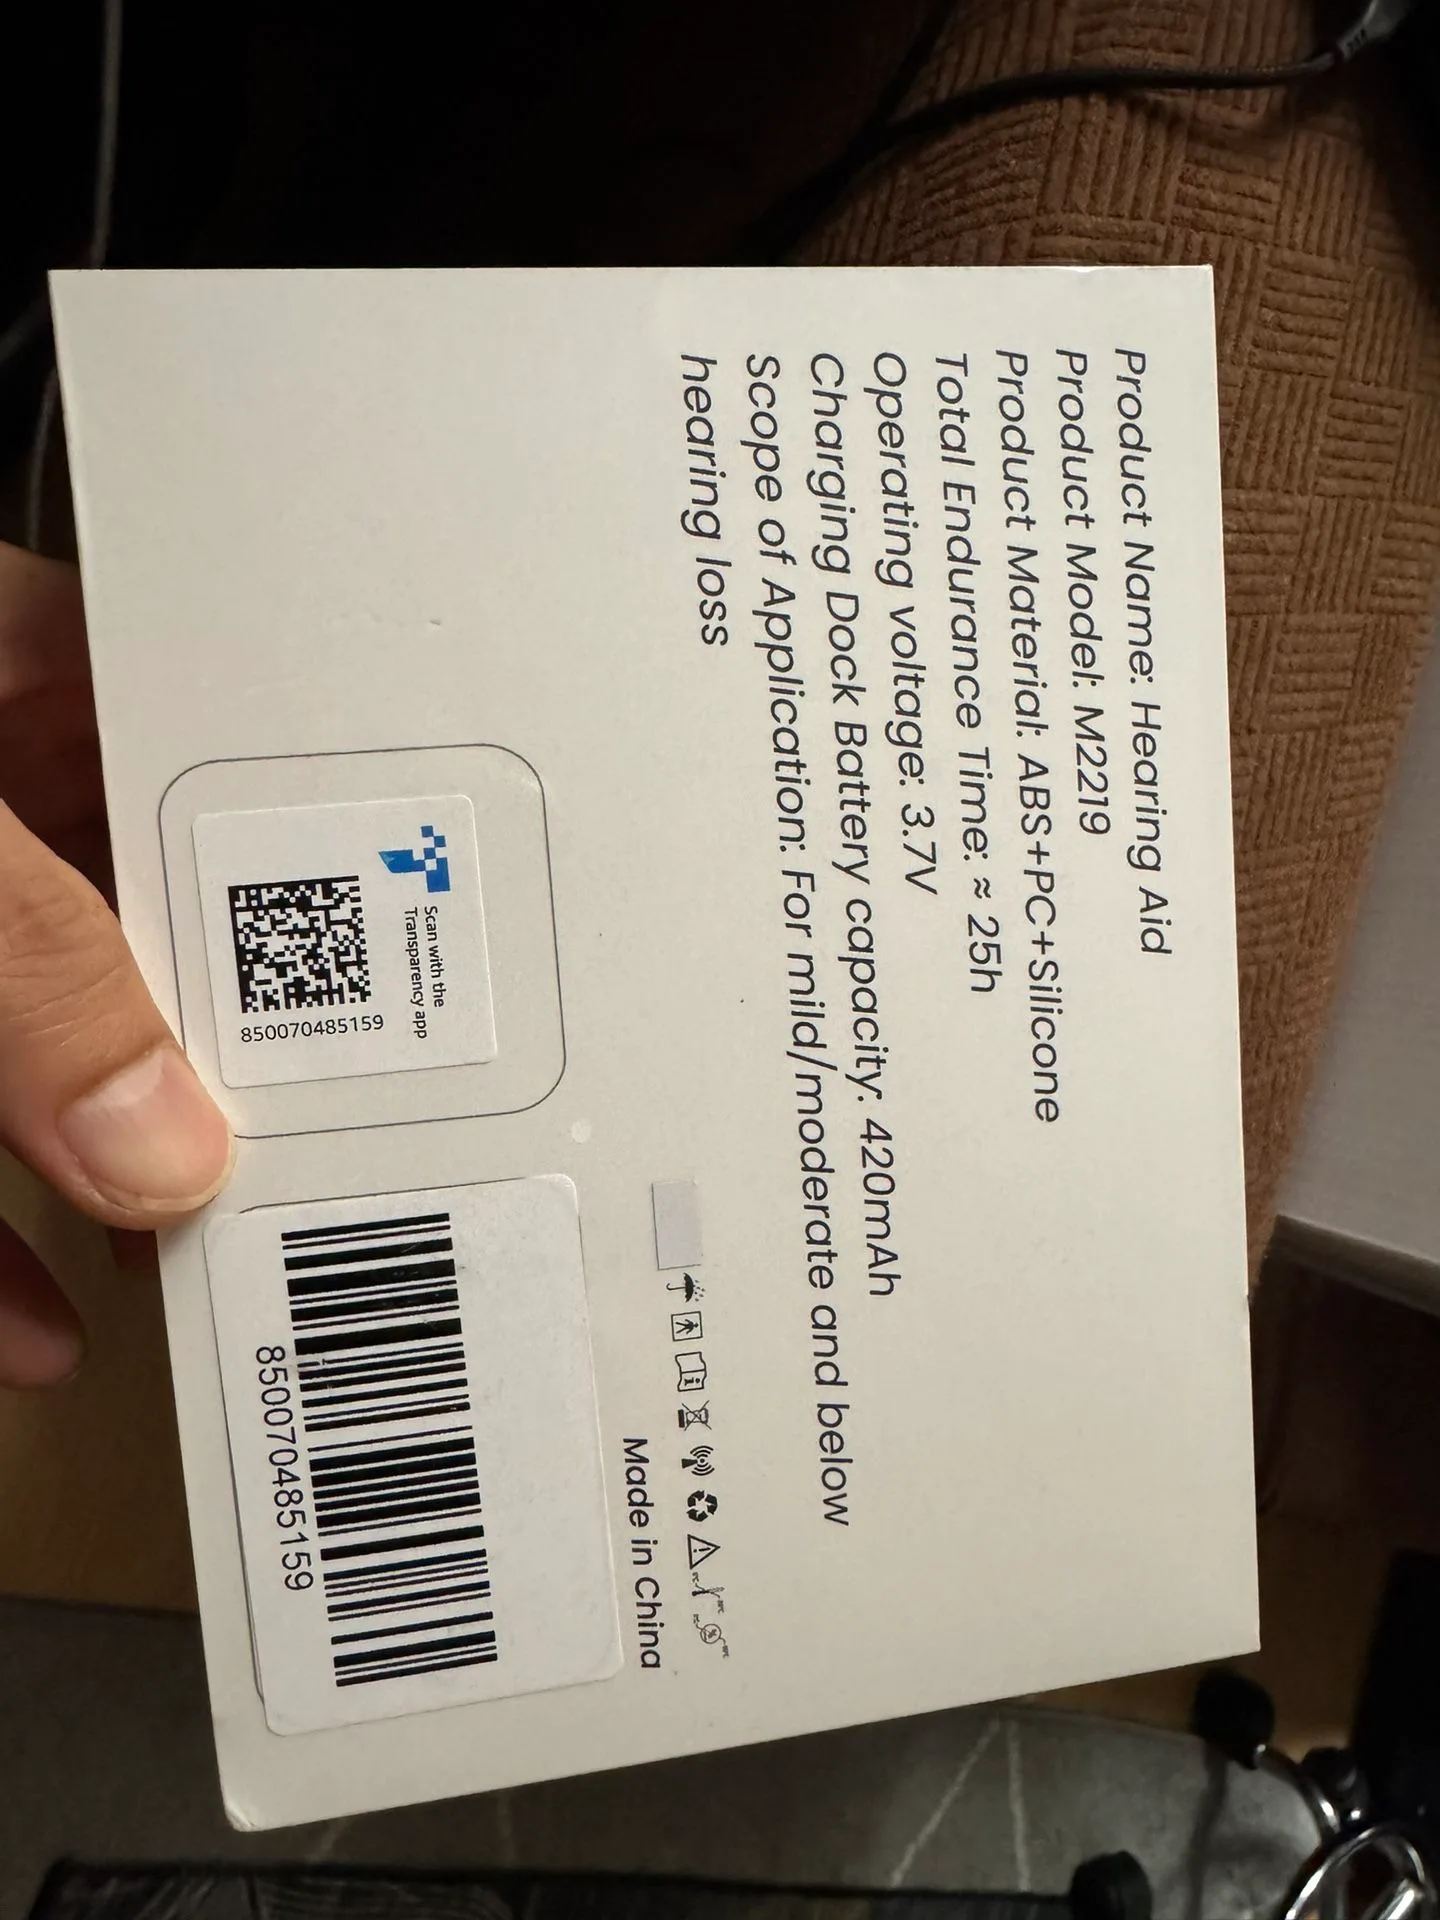 Product Name: Hearing Aid
Product Model: M2219
Product Material: ABS+PC+Silicone
Total Endurance Time: ≈ 25h
Operating voltage: 3.7V
Charging Dock Battery capacity: 420mAh
Scope of Application: For mild/moderate and below
hearing loss
Scan with the
Transparency app
850070485159
Made in China
850070485159